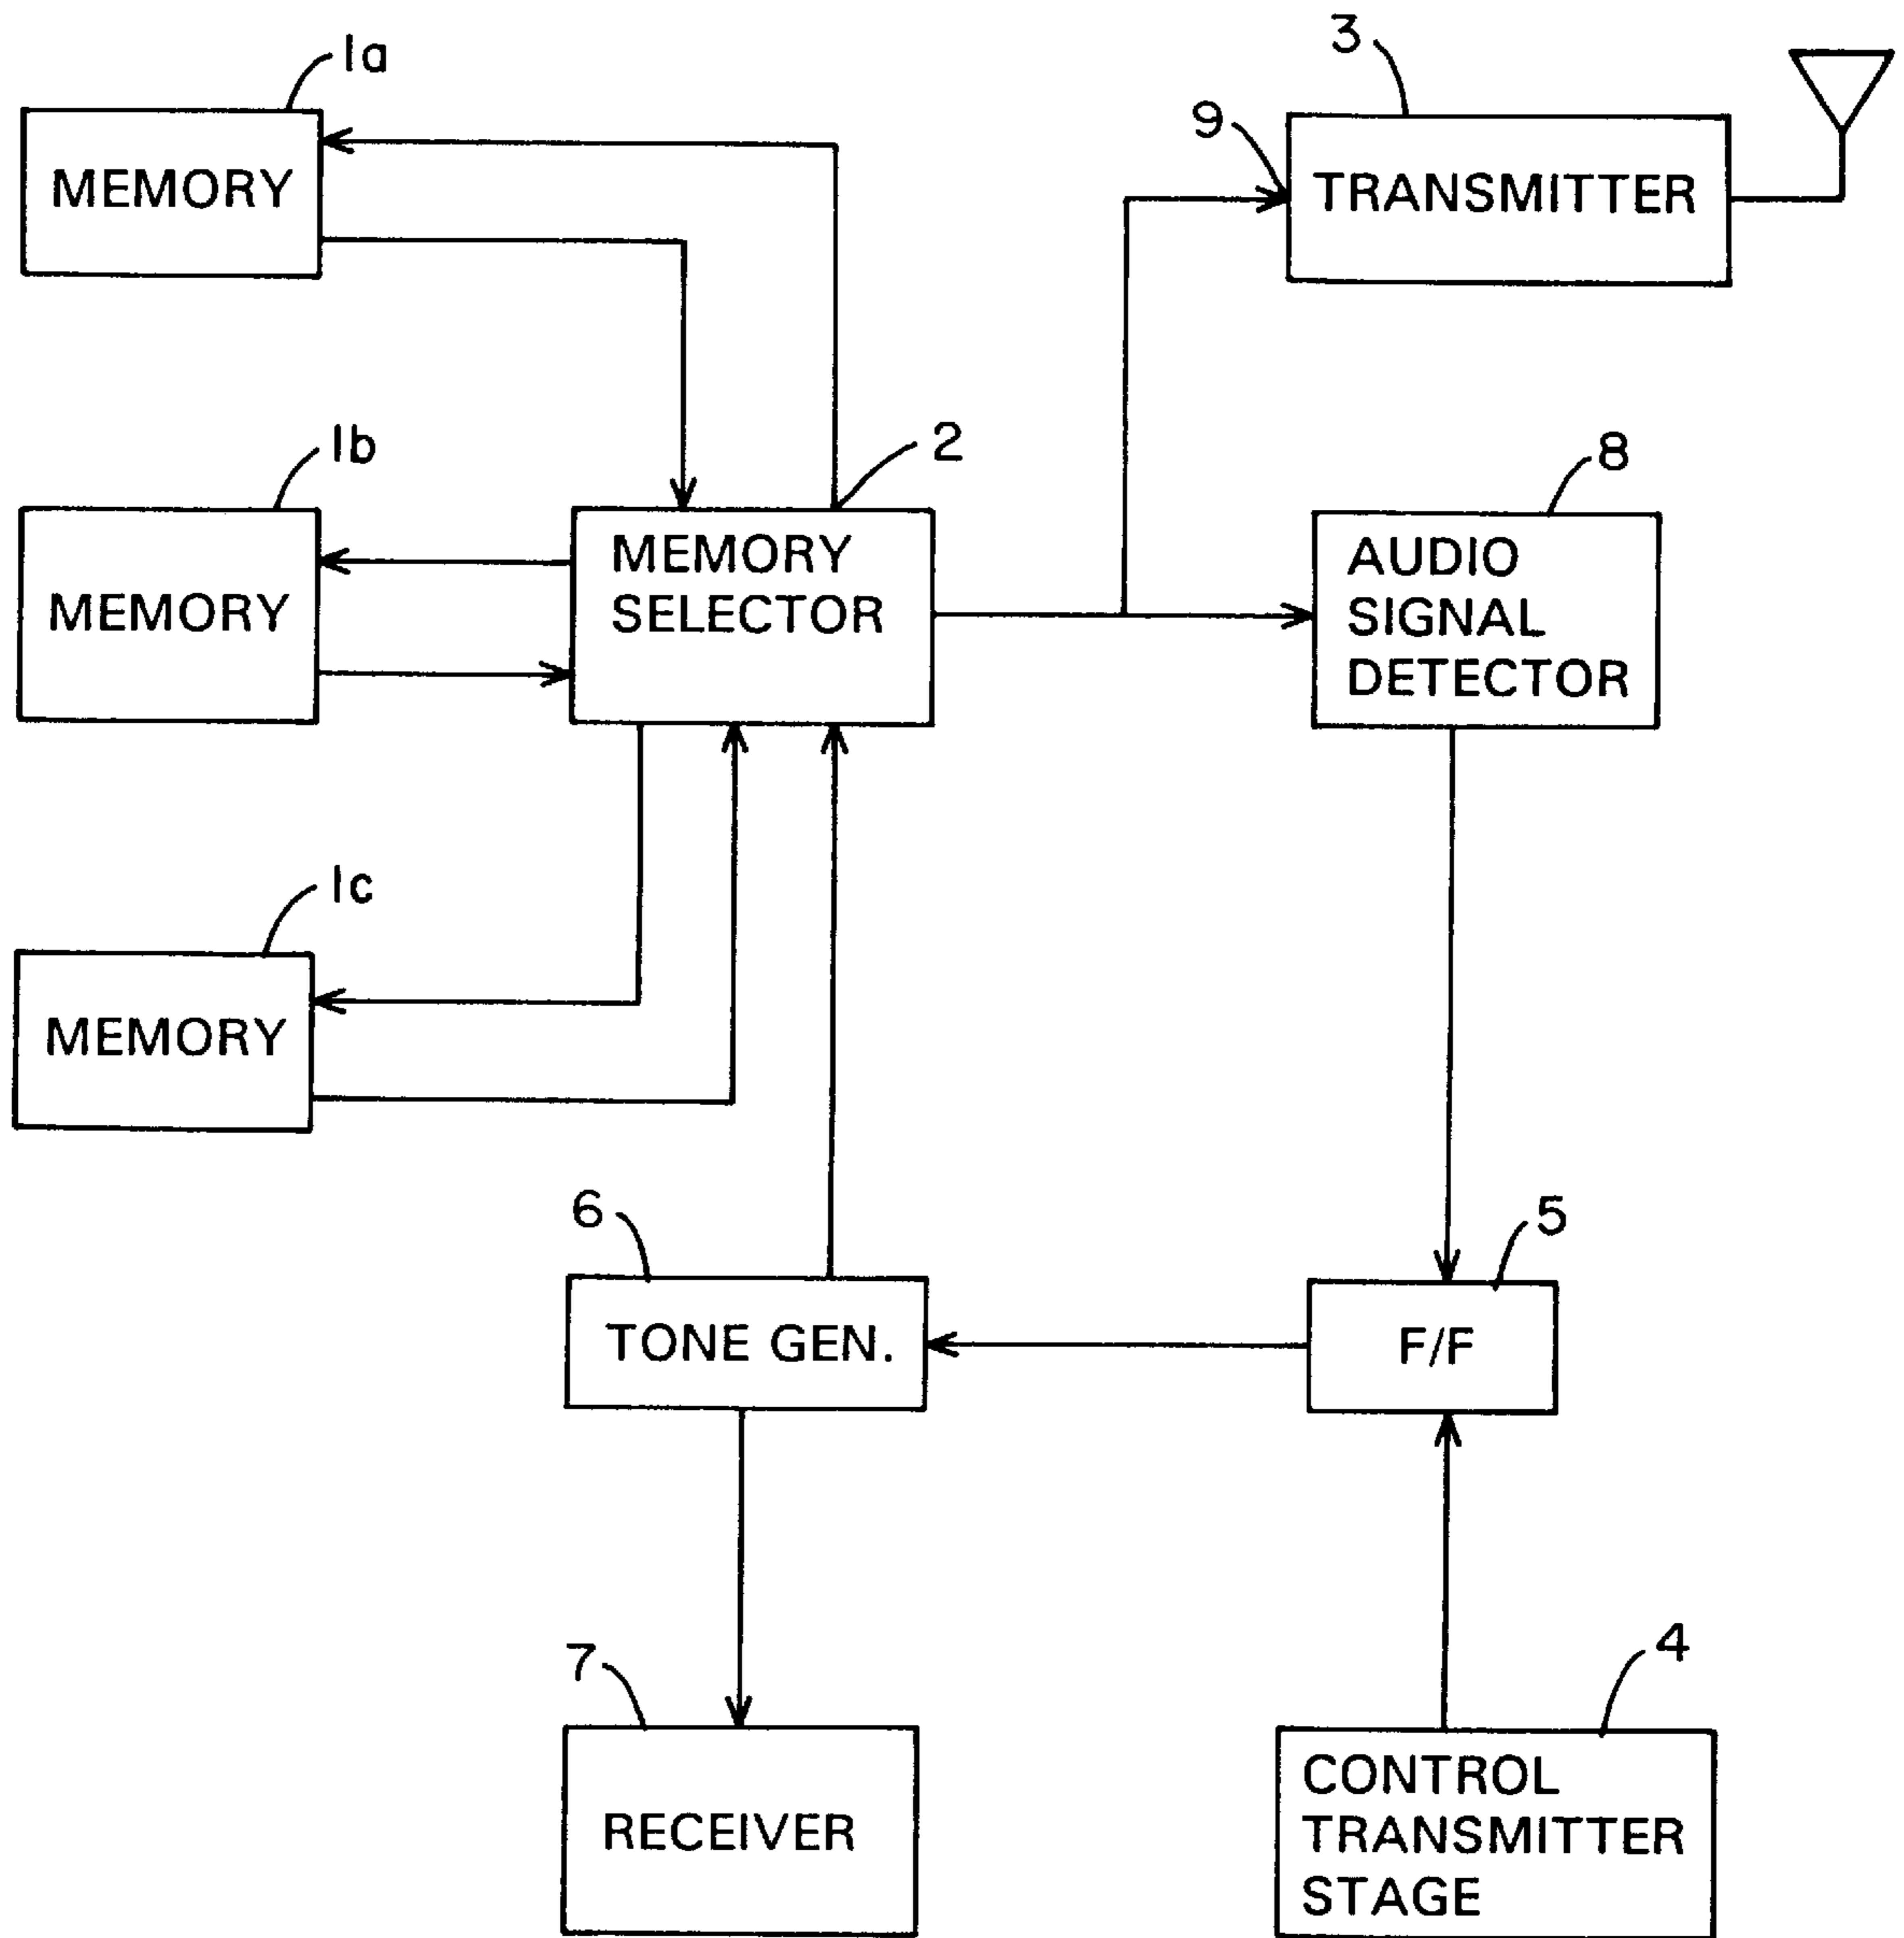 1a
3
9
MEMORY
TRANSMITTER
1b
2
8
MEMORY
SELECTOR
AUDIO
SIGNAL
DETECTOR
MEMORY
1c
MEMORY
6
5
TONE GEN.
F/F
7
4
RECEIVER
CONTROL
TRANSMITTER
STAGE